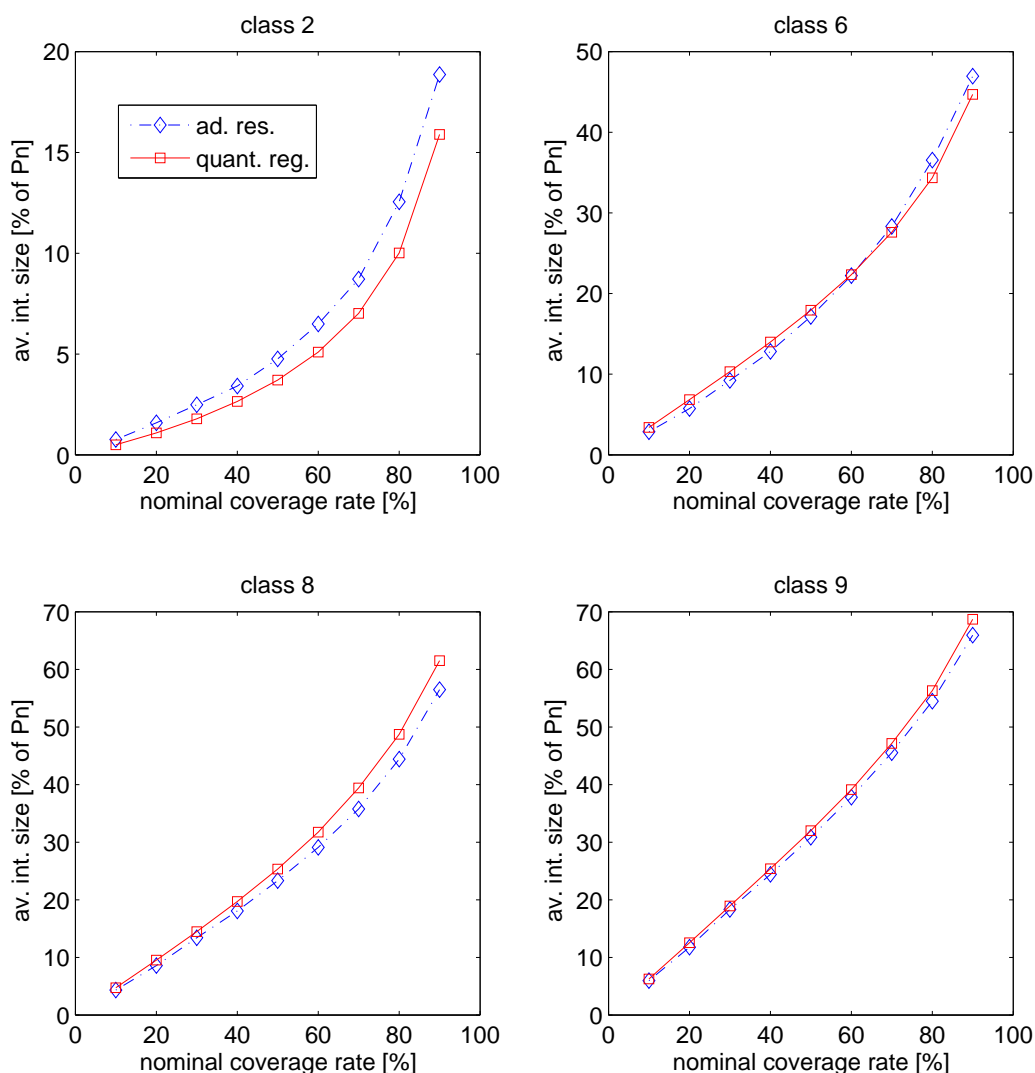 class 2
av. int. size [% of Pn]
20
15
10
5
0
ad. res.
quant. reg.
0 20 40 60 80 100
nominal coverage rate [%]
class 6
av. int. size [% of Pn]
50
40
30
20
10
0
0 20 40 60 80 100
nominal coverage rate [%]
class 8
av. int. size [% of Pn]
70
60
50
40
30
20
10
0
0 20 40 60 80 100
nominal coverage rate [%]
class 9
av. int. size [% of Pn]
70
60
50
40
30
20
10
0
0 20 40 60 80 100
nominal coverage rate [%]